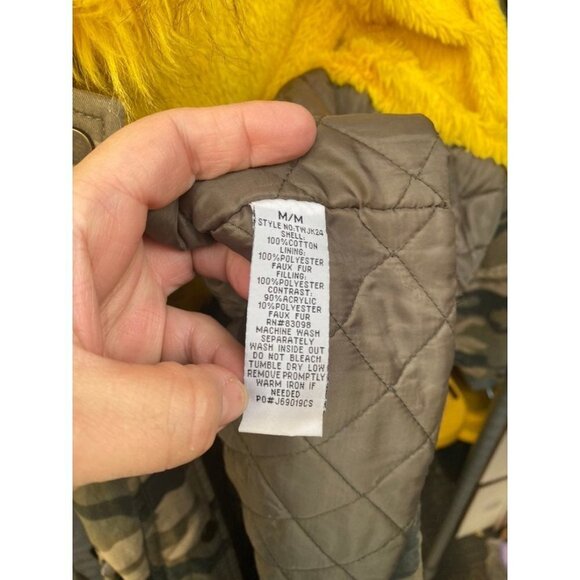 M/M
STYLE NO:TWJK24
SHELL:
100%COTTON
LINING:
100%POLYESTER
FAUX FUR
FILLING:
100%POLYESTER
CONTRAST:
90%ACRYLIC
10%POLYESTER
FAUX FUR
RN#83098
MACHINE WASH
SEPARATELY
WASH INSIDE OUT
DO NOT BLEACH
TUMBLE DRY LOW
REMOVE PROMPTLY
WARM IRON IF
NEEDED
PO#J69019CS